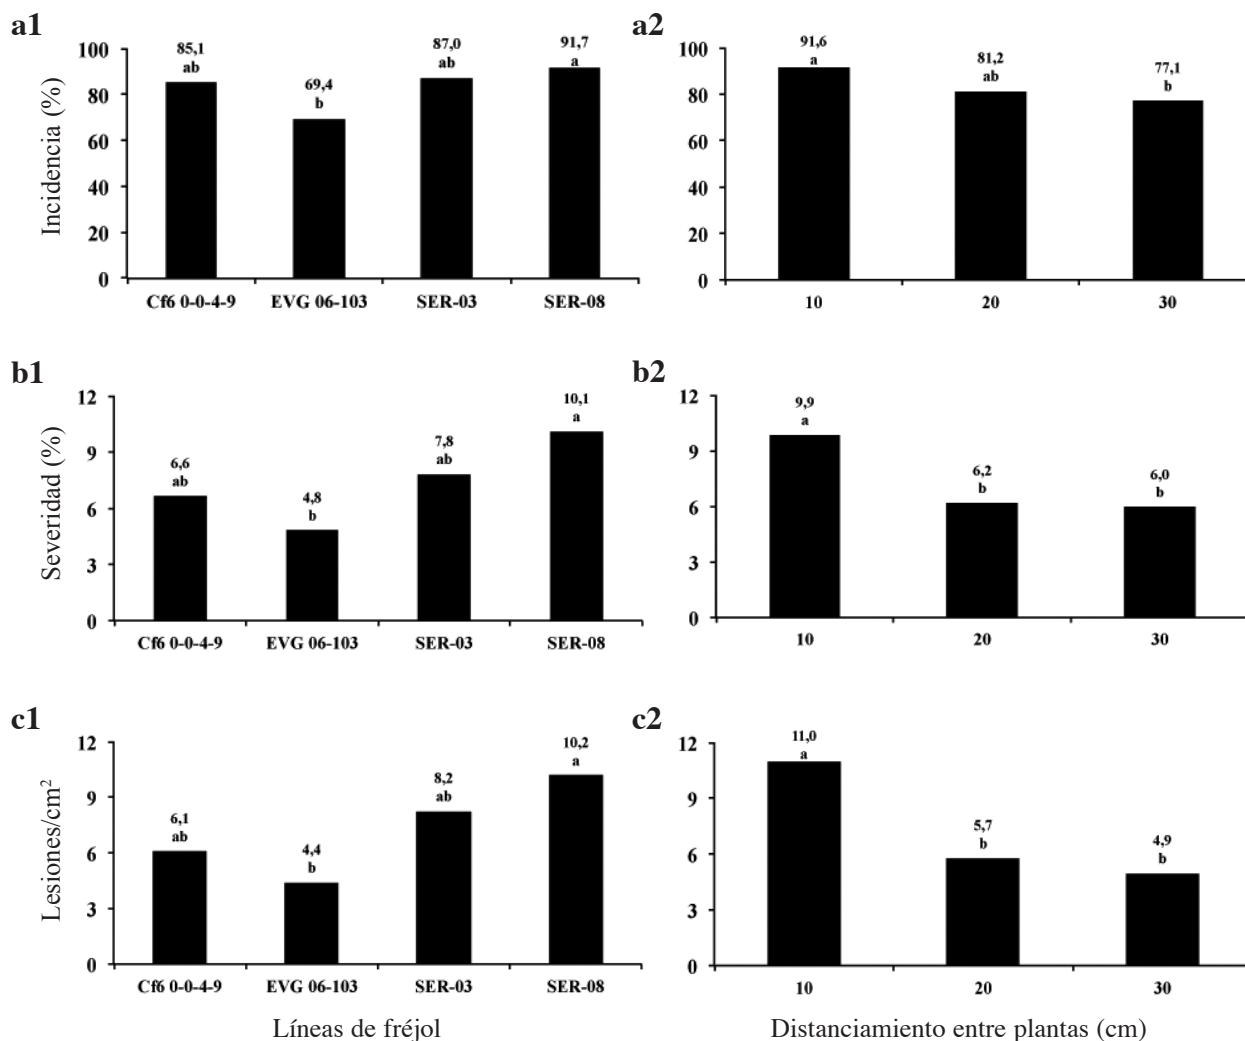 a1
Incidencia (%)
100
80
60
40
20
0
85,1
ab
69,4
b
87,0
ab
91,7
a
Cf6 0-0-4-9 EVG 06-103 SER-03 SER-08
a2
100
80
60
40
20
0
91,6
a
81,2
ab
77,1
b
10 20 30
b1
Severidad (%)
12
9
6
3
0
6,6
ab
4,8
b
7,8
ab
10,1
a
Cf6 0-0-4-9 EVG 06-103 SER-03 SER-08
b2
12
9
6
3
0
9,9
a
6,2
b
6,0
b
10 20 30
c1
Lesiones/cm²
12
9
6
3
0
6,1
ab
4,4
b
8,2
ab
10,2
a
Cf6 0-0-4-9 EVG 06-103 SER-03 SER-08
Líneas de fréjol
c2
12
9
6
3
0
11,0
a
5,7
b
4,9
b
10 20 30
Distanciamiento entre plantas (cm)